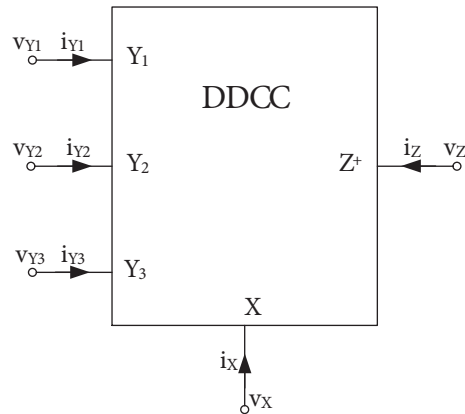 vY1 iY1 Y1
DDCC
vY2 iY2 Y2 Z+ iZ vZ
vY3 iY3 Y3
X
iX
vX